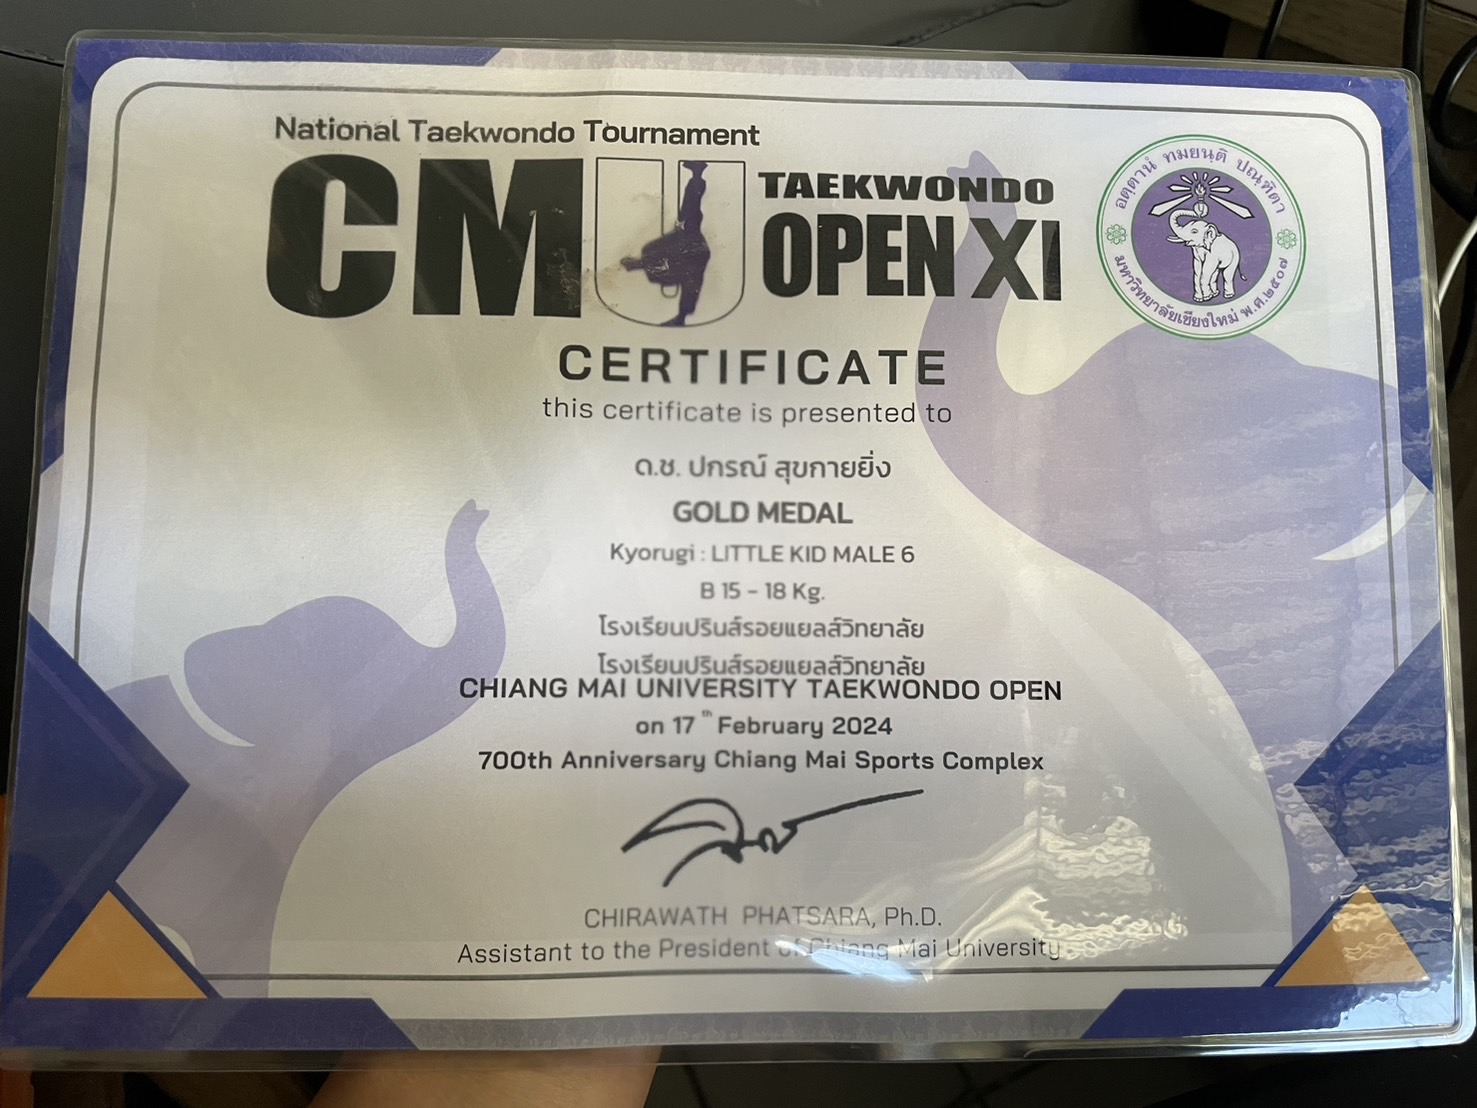 National Taekwondo Tournament
CMU TAEKWONDO
OPEN XI
อตฺตานํ ทมยนฺติ ปณฺฑิตา
มหาวิทยาลัยเชียงใหม่ พ.ศ.๒๕๐๗
CERTIFICATE
this certificate is presented to
ด.ช. ปกรณ์ สุขกายยิ่ง
GOLD MEDAL
Kyorugi : LITTLE KID MALE 6
B 15 - 18 Kg.
โรงเรียนปรินส์รอยแยลส์วิทยาลัย
โรงเรียนปรินส์รอยแยลส์วิทยาลัย
CHIANG MAI UNIVERSITY TAEKWONDO OPEN
on 17th February 2024
700th Anniversary Chiang Mai Sports Complex
CHIRAWATH PHATSARA, Ph.D.
Assistant to the President of Chiang Mai University